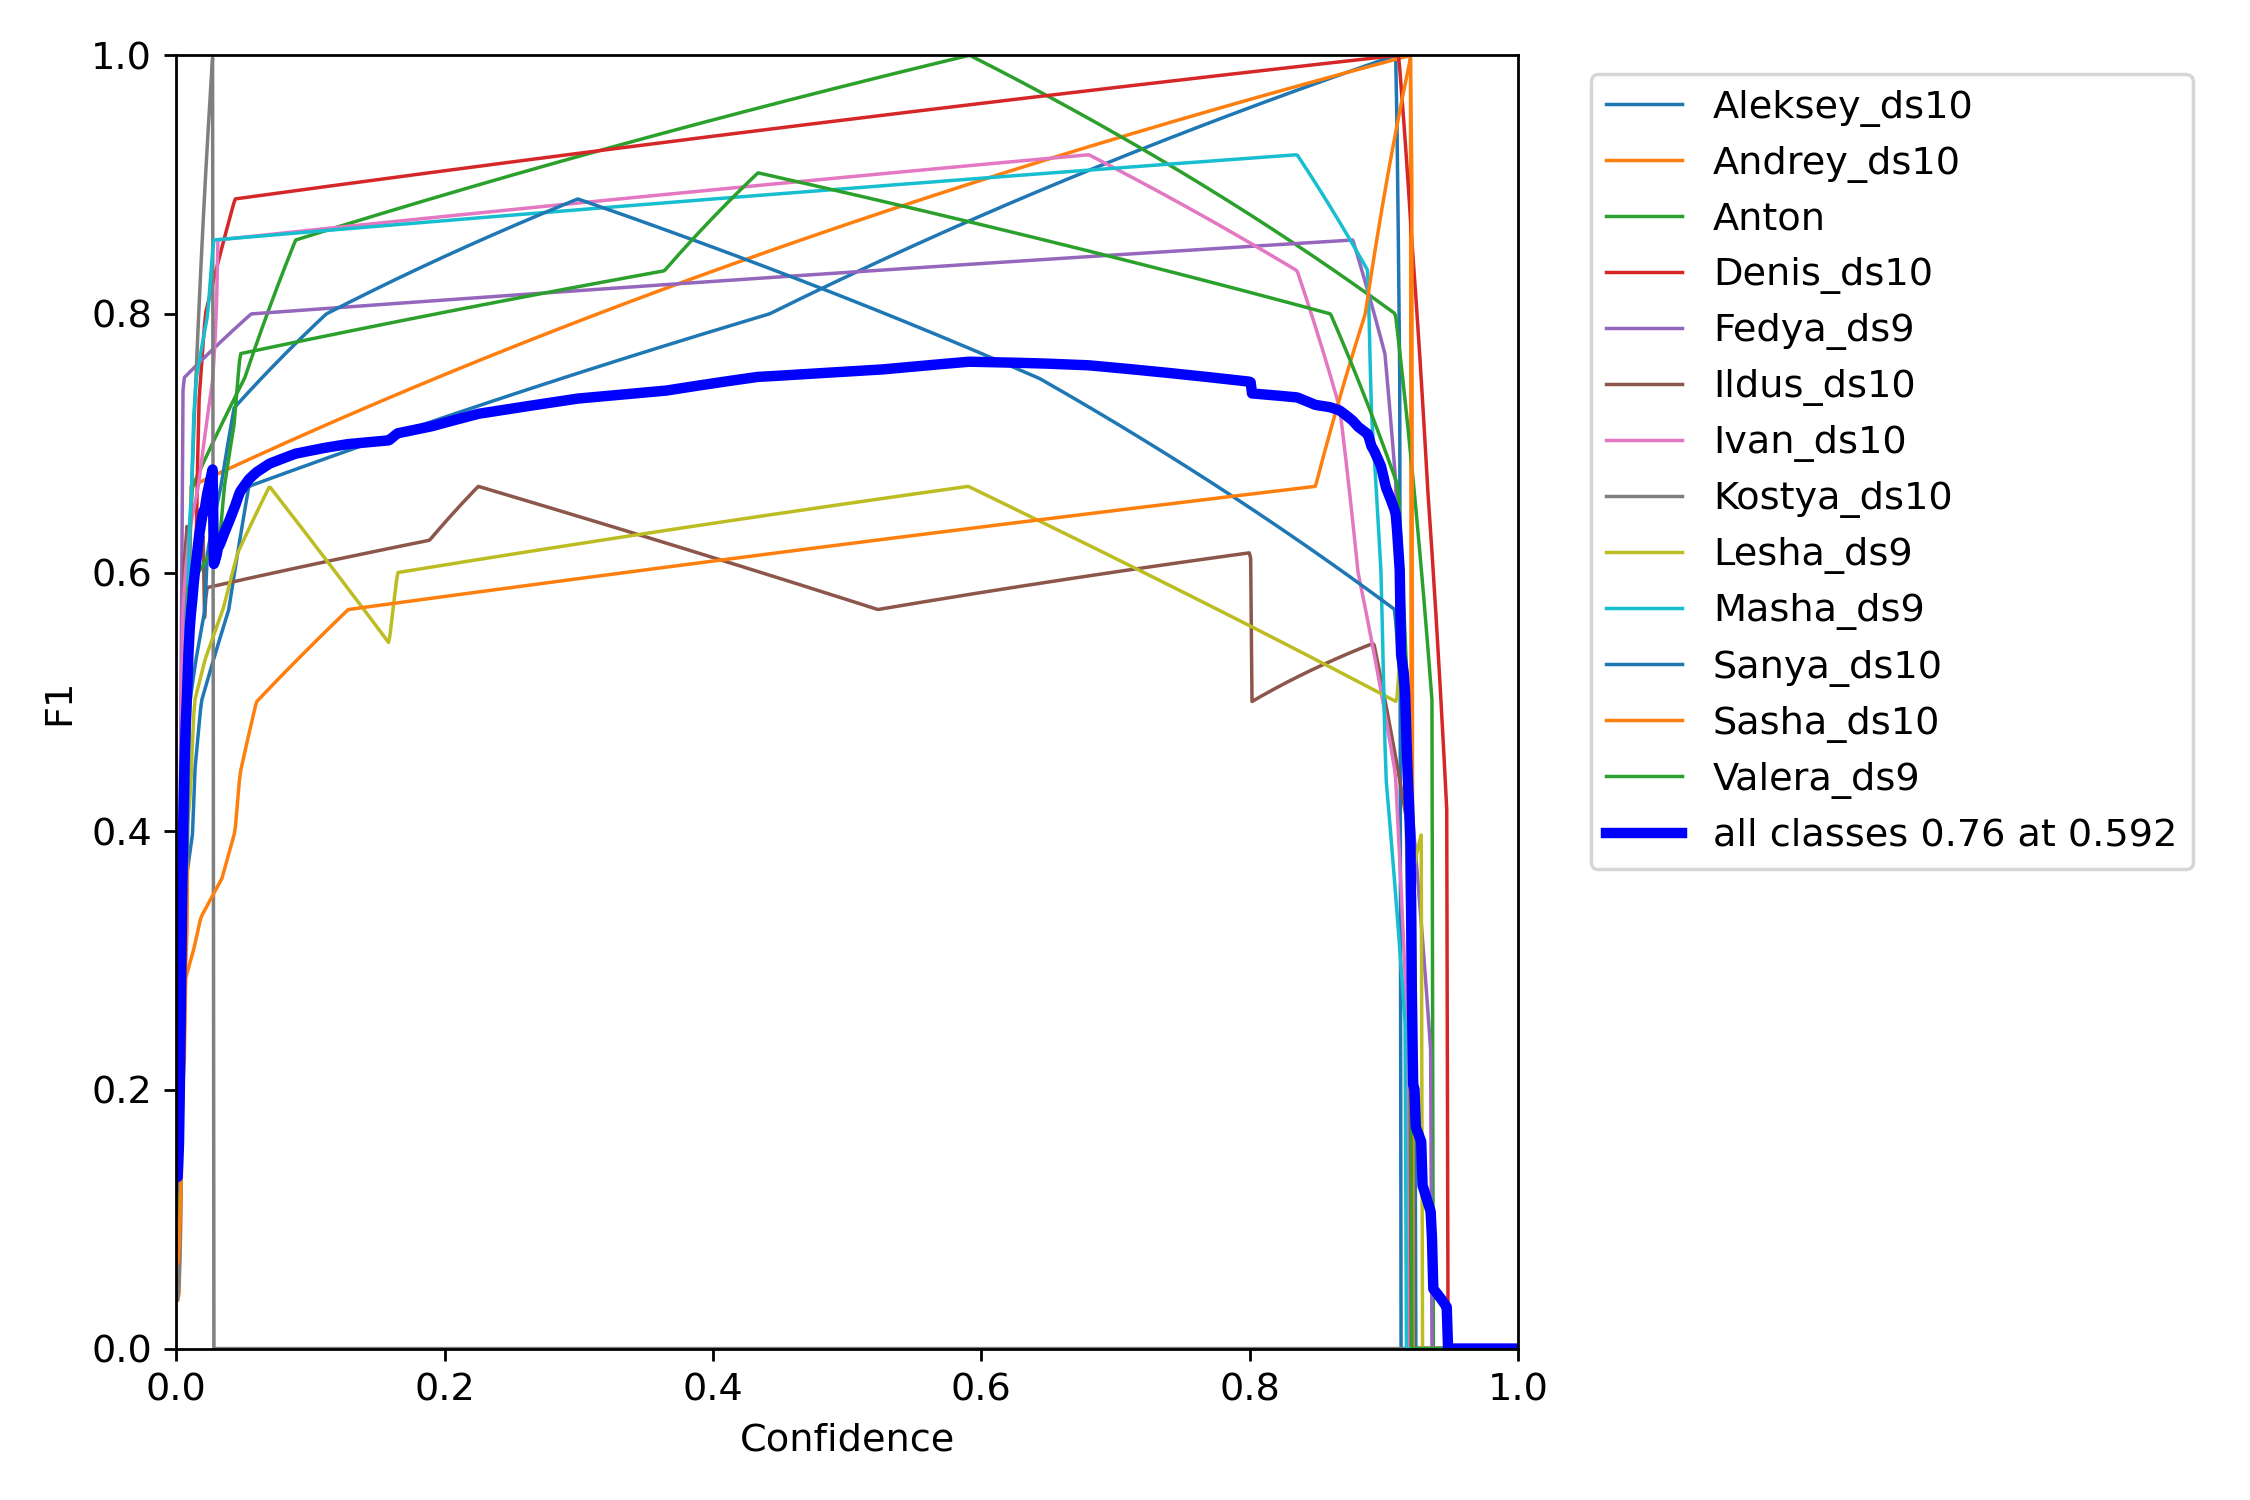 1.0
0.8
0.6
0.4
0.2
0.0
F1
0.0 0.2 0.4 0.6 0.8 1.0
Confidence
Aleksey_ds10
Andrey_ds10
Anton
Denis_ds10
Fedya_ds9
Ildus_ds10
Ivan_ds10
Kostya_ds10
Lesha_ds9
Masha_ds9
Sanya_ds10
Sasha_ds10
Valera_ds9
all classes 0.76 at 0.592